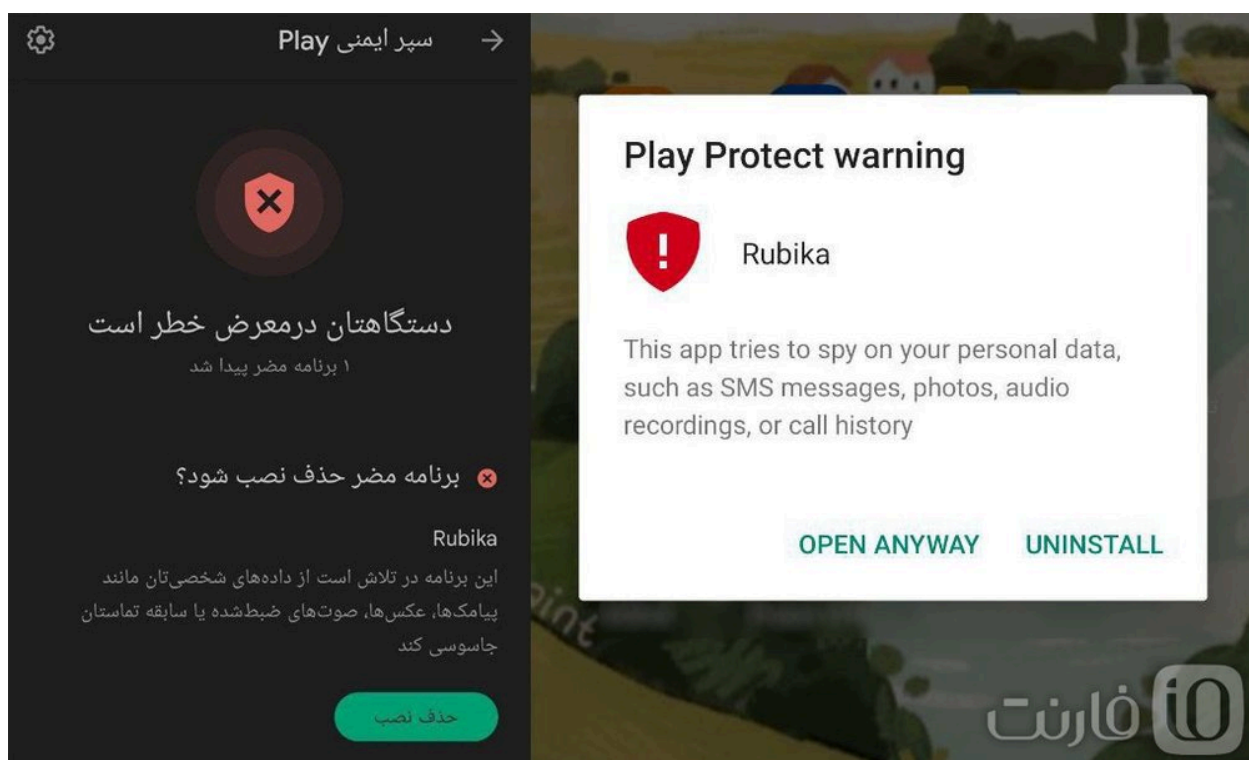 سپر ایمنی Play
دستگاهتان درمعرض خطر است
۱ برنامه مضر پیدا شد
برنامه مضر حذف نصب شود؟
Rubika
این برنامه در تلاش است از داده‌های شخصی‌تان مانند
پیامک‌ها، عکس‌ها، صوت‌های ضبط‌شده یا سابقه تماستان
جاسوسی کند
حذف نصب
Play Protect warning
Rubika
This app tries to spy on your personal data,
such as SMS messages, photos, audio
recordings, or call history
OPEN ANYWAY UNINSTALL
فارنت